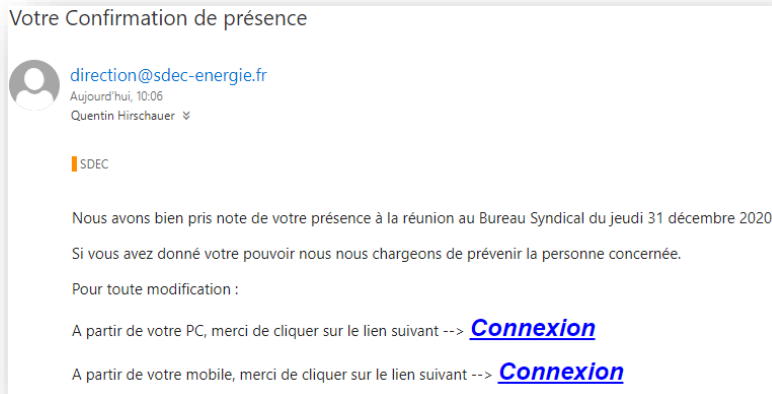 Votre Confirmation de présence
direction@sdec-energie.fr
Aujourd'hui, 10:06
Quentin Hirschauer
SDEC
Nous avons bien pris note de votre présence à la réunion au Bureau Syndical du jeudi 31 décembre 2020
Si vous avez donné votre pouvoir nous nous chargeons de prévenir la personne concernée.
Pour toute modification :
A partir de votre PC, merci de cliquer sur le lien suivant --> Connexion
A partir de votre mobile, merci de cliquer sur le lien suivant --> Connexion